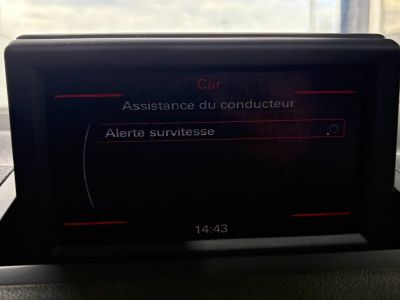 Car
Assistance du conducteur
Alerte survitesse
14:43